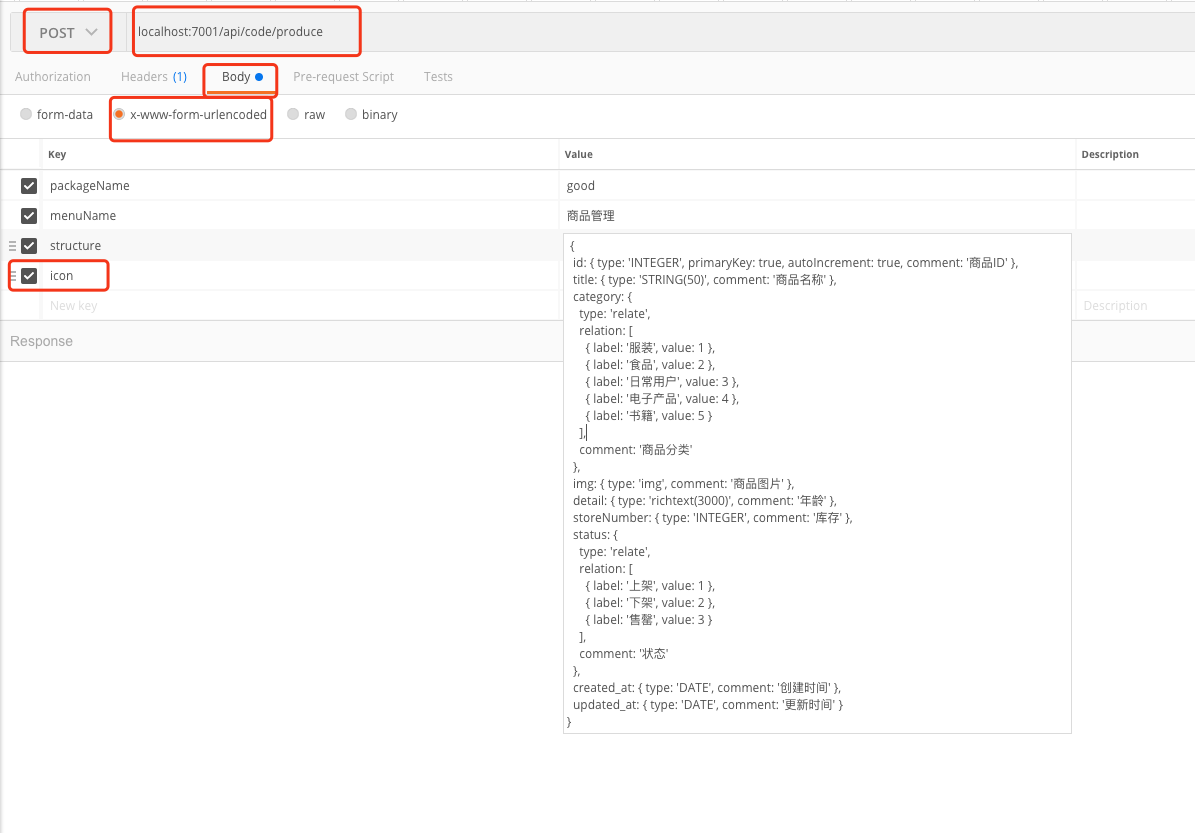 POST localhost:7001/api/code/produce
Authorization Headers (1) Body Pre-request Script Tests
form-data x-www-form-urlencoded raw binary
Key Value Description
packageName good
menuName 商品管理
structure
icon
New key Description
Response
{
id: { type: 'INTEGER', primaryKey: true, autoIncrement: true, comment: '商品ID' },
title: { type: 'STRING(50)', comment: '商品名称' },
category: {
type: 'relate',
relation: [
{ label: '服装', value: 1 },
{ label: '食品', value: 2 },
{ label: '日常用户', value: 3 },
{ label: '电子产品', value: 4 },
{ label: '书籍', value: 5 }
],
comment: '商品分类'
},
img: { type: 'img', comment: '商品图片' },
detail: { type: 'richtext(3000)', comment: '年龄' },
storeNumber: { type: 'INTEGER', comment: '库存' },
status: {
type: 'relate',
relation: [
{ label: '上架', value: 1 },
{ label: '下架', value: 2 },
{ label: '售罄', value: 3 }
],
comment: '状态'
},
created_at: { type: 'DATE', comment: '创建时间' },
updated_at: { type: 'DATE', comment: '更新时间' }
}